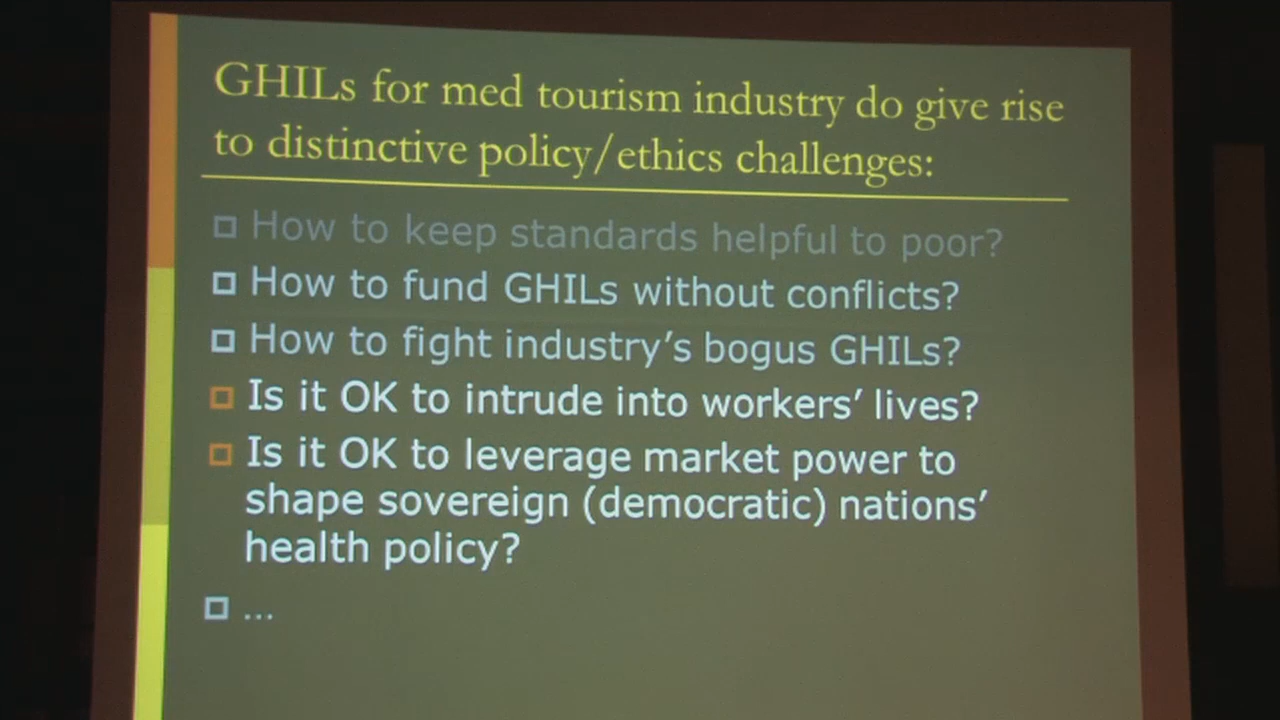 GHILs for med tourism industry do give rise
to distinctive policy/ethics challenges:
How to keep standards helpful to poor?
How to fund GHILs without conflicts?
How to fight industry's bogus GHILs?
Is it OK to intrude into workers' lives?
Is it OK to leverage market power to
shape sovereign (democratic) nations'
health policy?
...